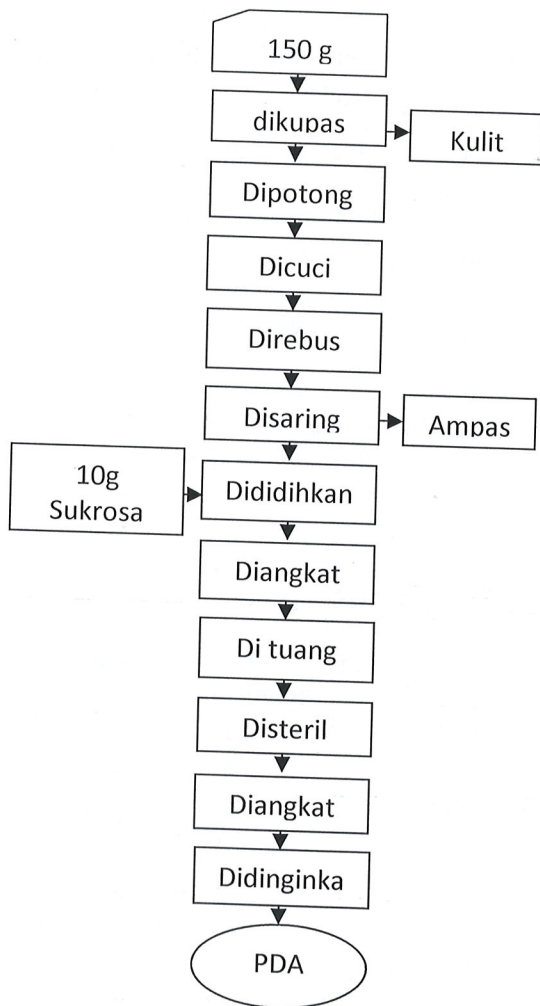 150 g
dikupas
Kulit
Dipotong
Dicuci
Direbus
Disaring
Ampas
10g
Sukrosa
Dididihkan
Diangkat
Di tuang
Disteril
Diangkat
Didinginka
PDA